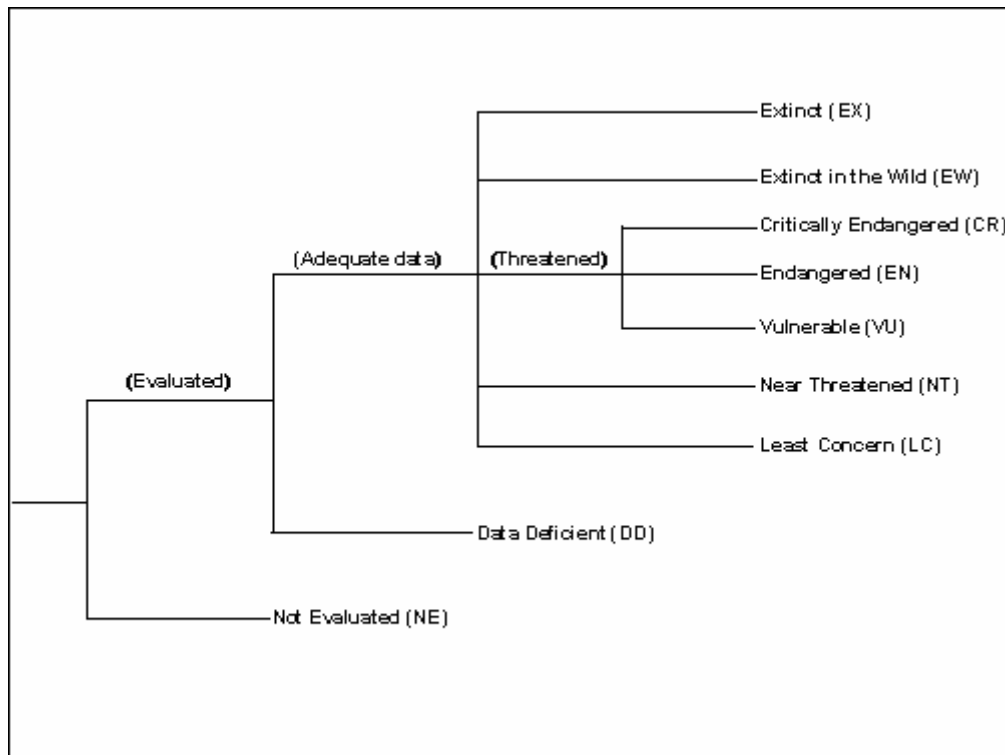 Extinct (EX)
Extinct in the Wild (EW)
Critically Endangered (CR)
(Adequate data)
(Threatened)
Endangered (EN)
Vulnerable (VU)
(Evaluated)
Near Threatened (NT)
Least Concern (LC)
Data Deficient (DD)
Not Evaluated (NE)